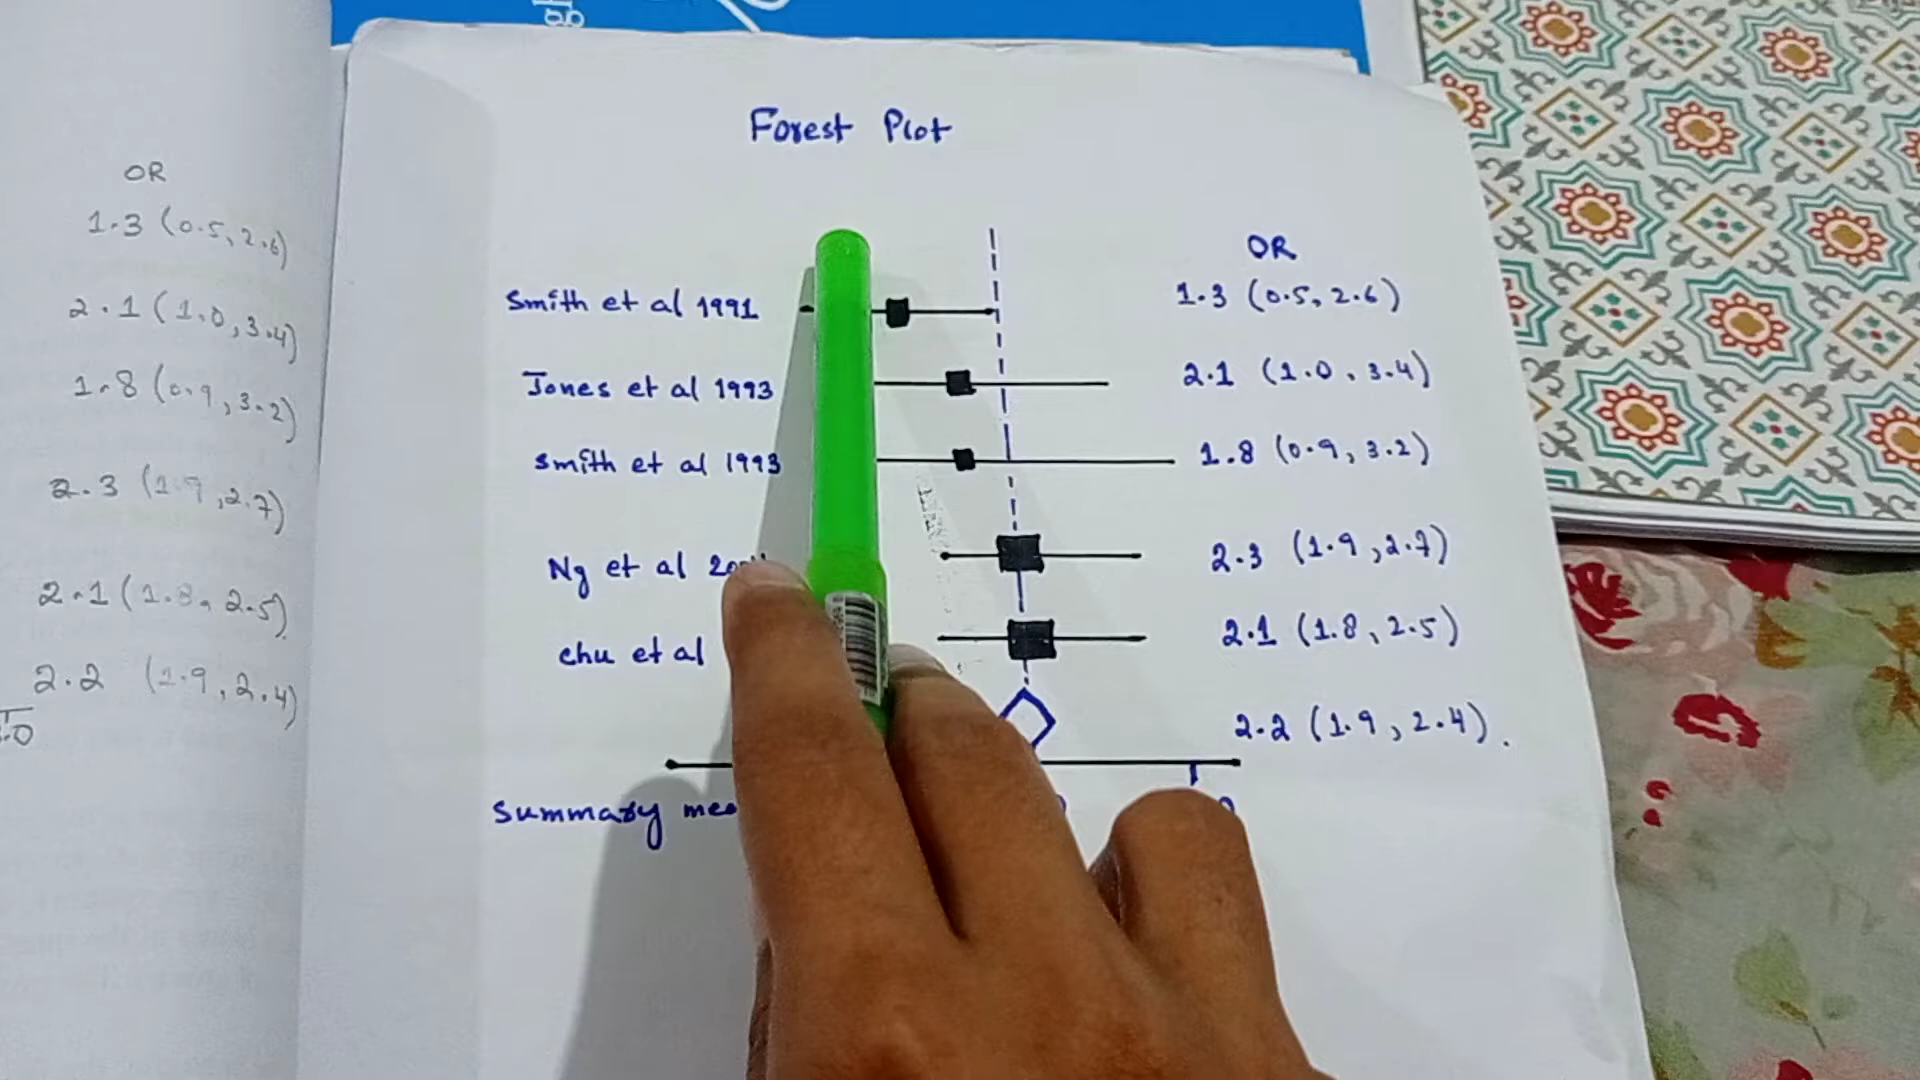 OR
1.3 (0.5, 2.6)
2.1 (1.0, 3.4)
1.8 (0.9, 3.2)
2.3 (1.9, 2.7)
2.1 (1.8, 2.5)
2.2 (1.9, 2.4)
Forest Plot
OR
Smith et al 1991 1.3 (0.5, 2.6)
Jones et al 1993 2.1 (1.0, 3.4)
Smith et al 1993 1.8 (0.9, 3.2)
Ng et al 2.3 (1.9, 2.7)
Chu et al 2.1 (1.8, 2.5)
2.2 (1.9, 2.4).
Summary